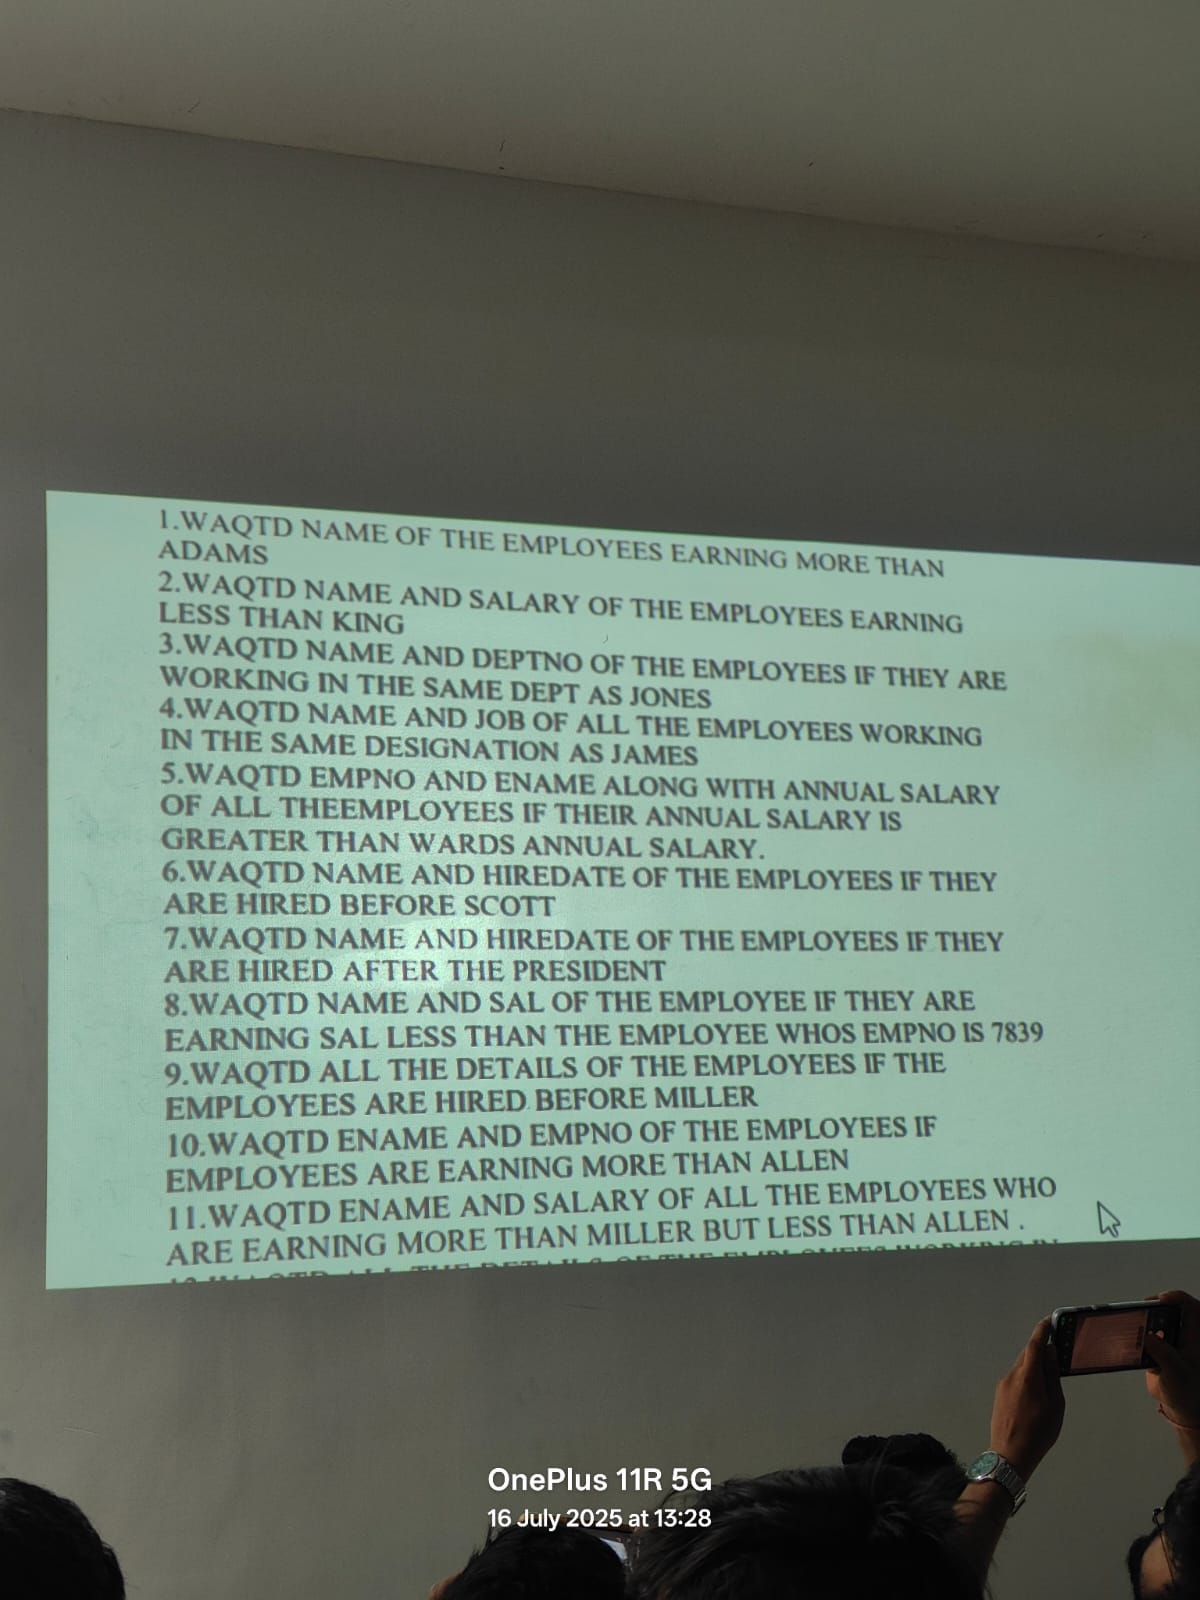 1.WAQTD NAME OF THE EMPLOYEES EARNING MORE THAN
ADAMS
2.WAQTD NAME AND SALARY OF THE EMPLOYEES EARNING
LESS THAN KING
3.WAQTD NAME AND DEPTNO OF THE EMPLOYEES IF THEY ARE
WORKING IN THE SAME DEPT AS JONES
4.WAQTD NAME AND JOB OF ALL THE EMPLOYEES WORKING
IN THE SAME DESIGNATION AS JAMES
5.WAQTD EMPNO AND ENAME ALONG WITH ANNUAL SALARY
OF ALL THEEMPLOYEES IF THEIR ANNUAL SALARY IS
GREATER THAN WARDS ANNUAL SALARY.
6.WAQTD NAME AND HIREDATE OF THE EMPLOYEES IF THEY
ARE HIRED BEFORE SCOTT
7.WAQTD NAME AND HIREDATE OF THE EMPLOYEES IF THEY
ARE HIRED AFTER THE PRESIDENT
8.WAQTD NAME AND SAL OF THE EMPLOYEE IF THEY ARE
EARNING SAL LESS THAN THE EMPLOYEE WHOS EMPNO IS 7839
9.WAQTD ALL THE DETAILS OF THE EMPLOYEES IF THE
EMPLOYEES ARE HIRED BEFORE MILLER
10.WAQTD ENAME AND EMPNO OF THE EMPLOYEES IF
EMPLOYEES ARE EARNING MORE THAN ALLEN
11.WAQTD ENAME AND SALARY OF ALL THE EMPLOYEES WHO
ARE EARNING MORE THAN MILLER BUT LESS THAN ALLEN .
OnePlus 11R 5G
16 July 2025 at 13:28